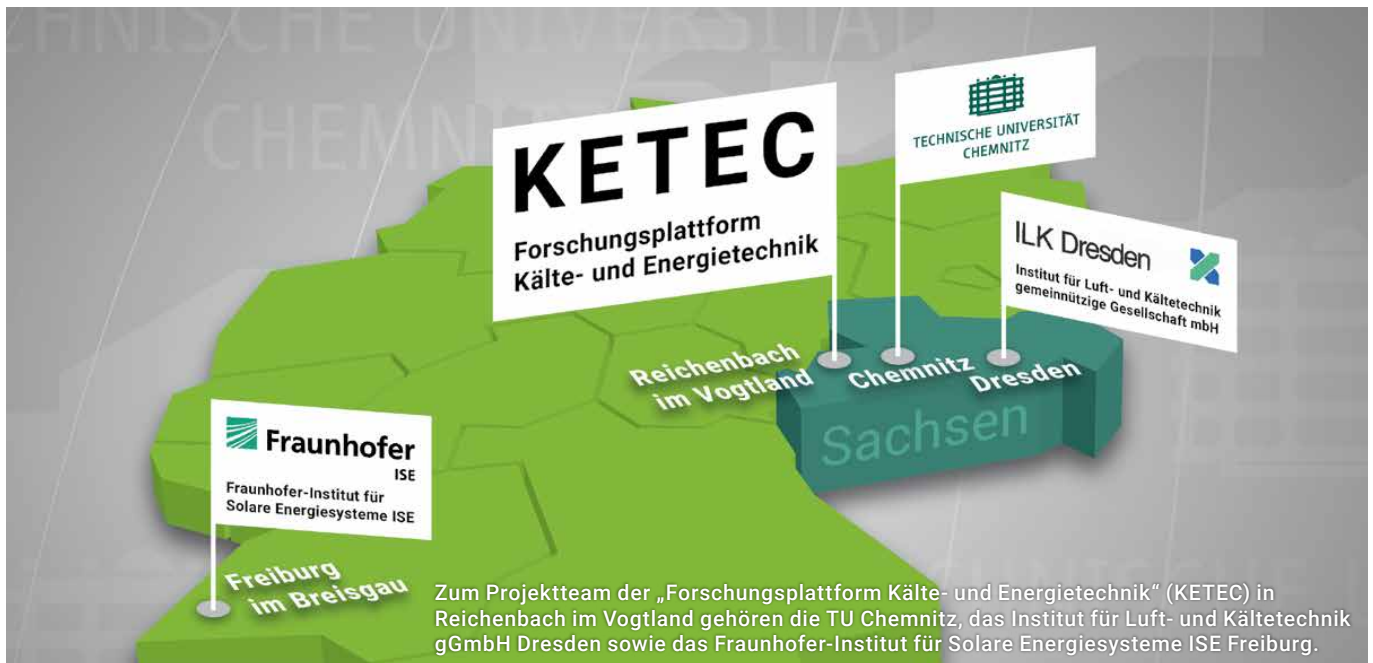 TECHNISCHE UNIVERSITÄT
CHEMNITZ
KETEC
Forschungsplattform
Kälte- und Energietechnik
TECHNISCHE UNIVERSITÄT
CHEMNITZ
ILK Dresden
Institut für Luft- und Kältetechnik
gemeinnützige Gesellschaft mbH
Reichenbach
im Vogtland
Chemnitz
Dresden
Sachsen
Fraunhofer
ISE
Fraunhofer-Institut für
Solare Energiesysteme ISE
Freiburg
im Breisgau
Zum Projektteam der „Forschungsplattform Kälte- und Energietechnik“ (KETEC) in
Reichenbach im Vogtland gehören die TU Chemnitz, das Institut für Luft- und Kältetechnik
gGmbH Dresden sowie das Fraunhofer-Institut für Solare Energiesysteme ISE Freiburg.